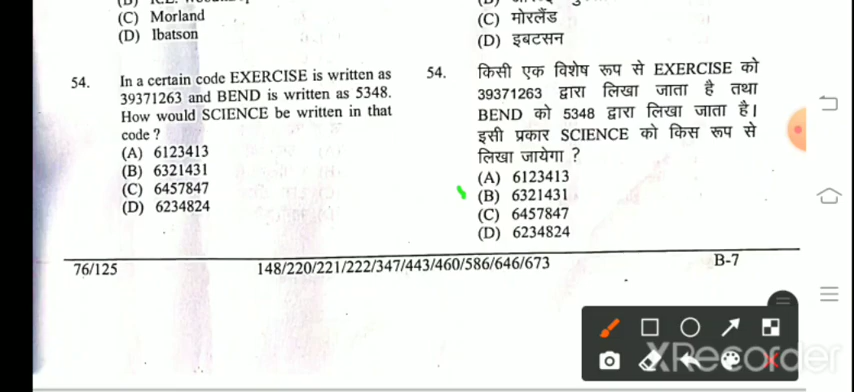 (C) Morland
(D) Ibatson
(C) मोरलैंड
(D) इबटसन
54. In a certain code EXERCISE is written as
39371263 and BEND is written as 5348.
How would SCIENCE be written in that
code ?
(A) 6123413
(B) 6321431
(C) 6457847
(D) 6234824
54. किसी एक विशेष रूप से EXERCISE को
39371263 द्वारा लिखा जाता है तथा
BEND को 5348 द्वारा लिखा जाता है।
इसी प्रकार SCIENCE को किस रूप से
लिखा जायेगा ?
(A) 6123413
(B) 6321431
(C) 6457847
(D) 6234824
76/125
148/220/221/222/347/443/460/586/646/673
B-7
XRecorder